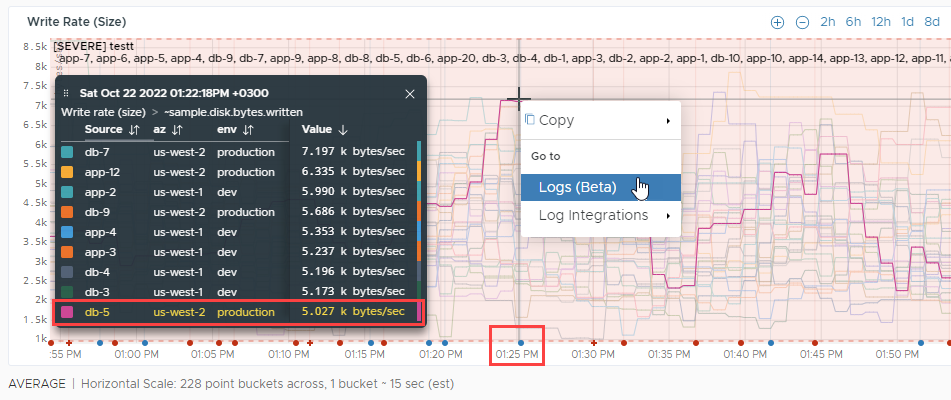 Write Rate (Size)
2h 6h 12h 1d 8d
8.5k
[SEVERE] testt
app-7, app-6, app-5, app-4, app-9, db-9, db-7, app-9, app-8, db-8, db-5, db-6, app-20, db-3, db-4, db-1, app-3, db-2, app-1, app-10, app-2, app-14, app-13, app-12, app-11,
8k
7.5k
7k
6.5k
6k
5.5k
5k
4.5k
4k
3.5k
3k
2.5k
2k
1.5k
1k
Sat Oct 22 2022 01:22:18PM +0300
Write rate (size) > ~sample.disk.bytes.written
Source az env Value
db-7 us-west-2 production 7.197 k bytes/sec
app-12 us-west-2 production 6.335 k bytes/sec
app-2 us-west-1 dev 5.990 k bytes/sec
db-9 us-west-2 production 5.686 k bytes/sec
app-4 us-west-1 dev 5.353 k bytes/sec
app-3 us-west-1 dev 5.237 k bytes/sec
db-4 us-west-1 dev 5.196 k bytes/sec
db-3 us-west-1 dev 5.173 k bytes/sec
db-5 us-west-2 production 5.027 k bytes/sec
Copy
Go to
Logs (Beta)
Log Integrations
:55 PM 01:00 PM 01:05 PM 01:10 PM 01:15 PM 01:20 PM 01:25 PM 01:30 PM 01:35 PM 01:40 PM 01:45 PM 01:50 PM
AVERAGE | Horizontal Scale: 228 point buckets across, 1 bucket ~ 15 sec (est)